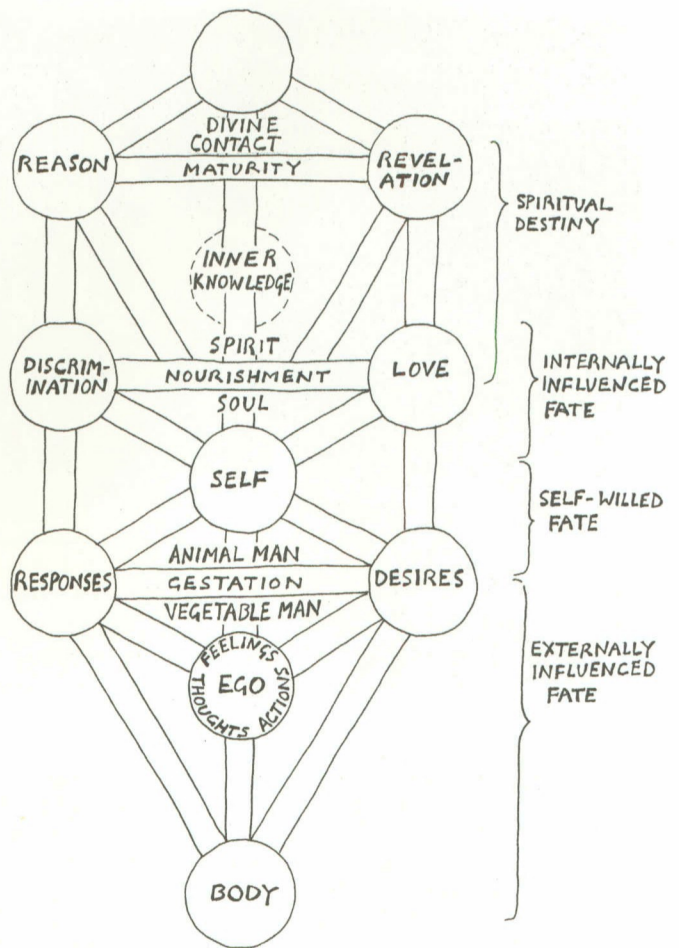 DIVINE
CONTACT
REASON
MATURITY
REVEL-
ATION
SPIRITUAL
DESTINY
INNER
KNOWLEDGE
SPIRIT
DISCRIM-
INATION
NOURISHMENT
LOVE
INTERNALLY
INFLUENCED
FATE
SOUL
SELF
SELF-WILLED
FATE
ANIMAL MAN
RESPONSES
GESTATION
DESIRES
VEGETABLE MAN
FEELINGS
EGO
THOUGHTS
ACTIONS
EXTERNALLY
INFLUENCED
FATE
BODY